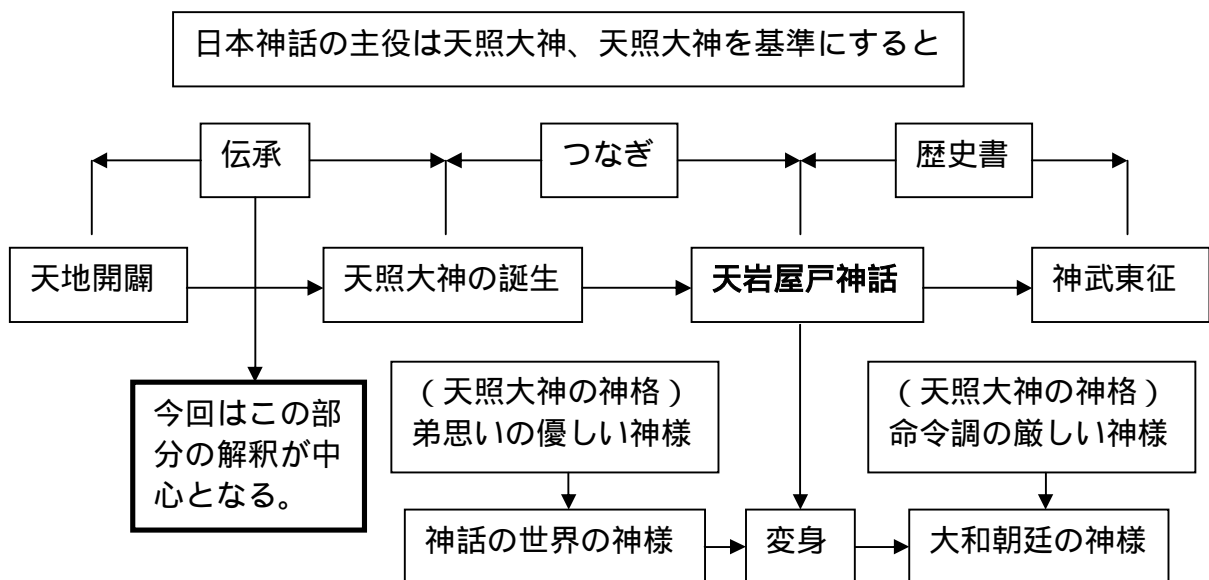 日本神話の主役は天照大神、天照大神を基準にすると
伝承
つなぎ
歴史書
天地開闢
天照大神の誕生
天岩屋戸神話
神武東征
今回はこの部
分の解釈が中
心となる。
(天照大神の神格)
弟思いの優しい神様
(天照大神の神格)
命令調の厳しい神様
神話の世界の神様
変身
大和朝廷の神様